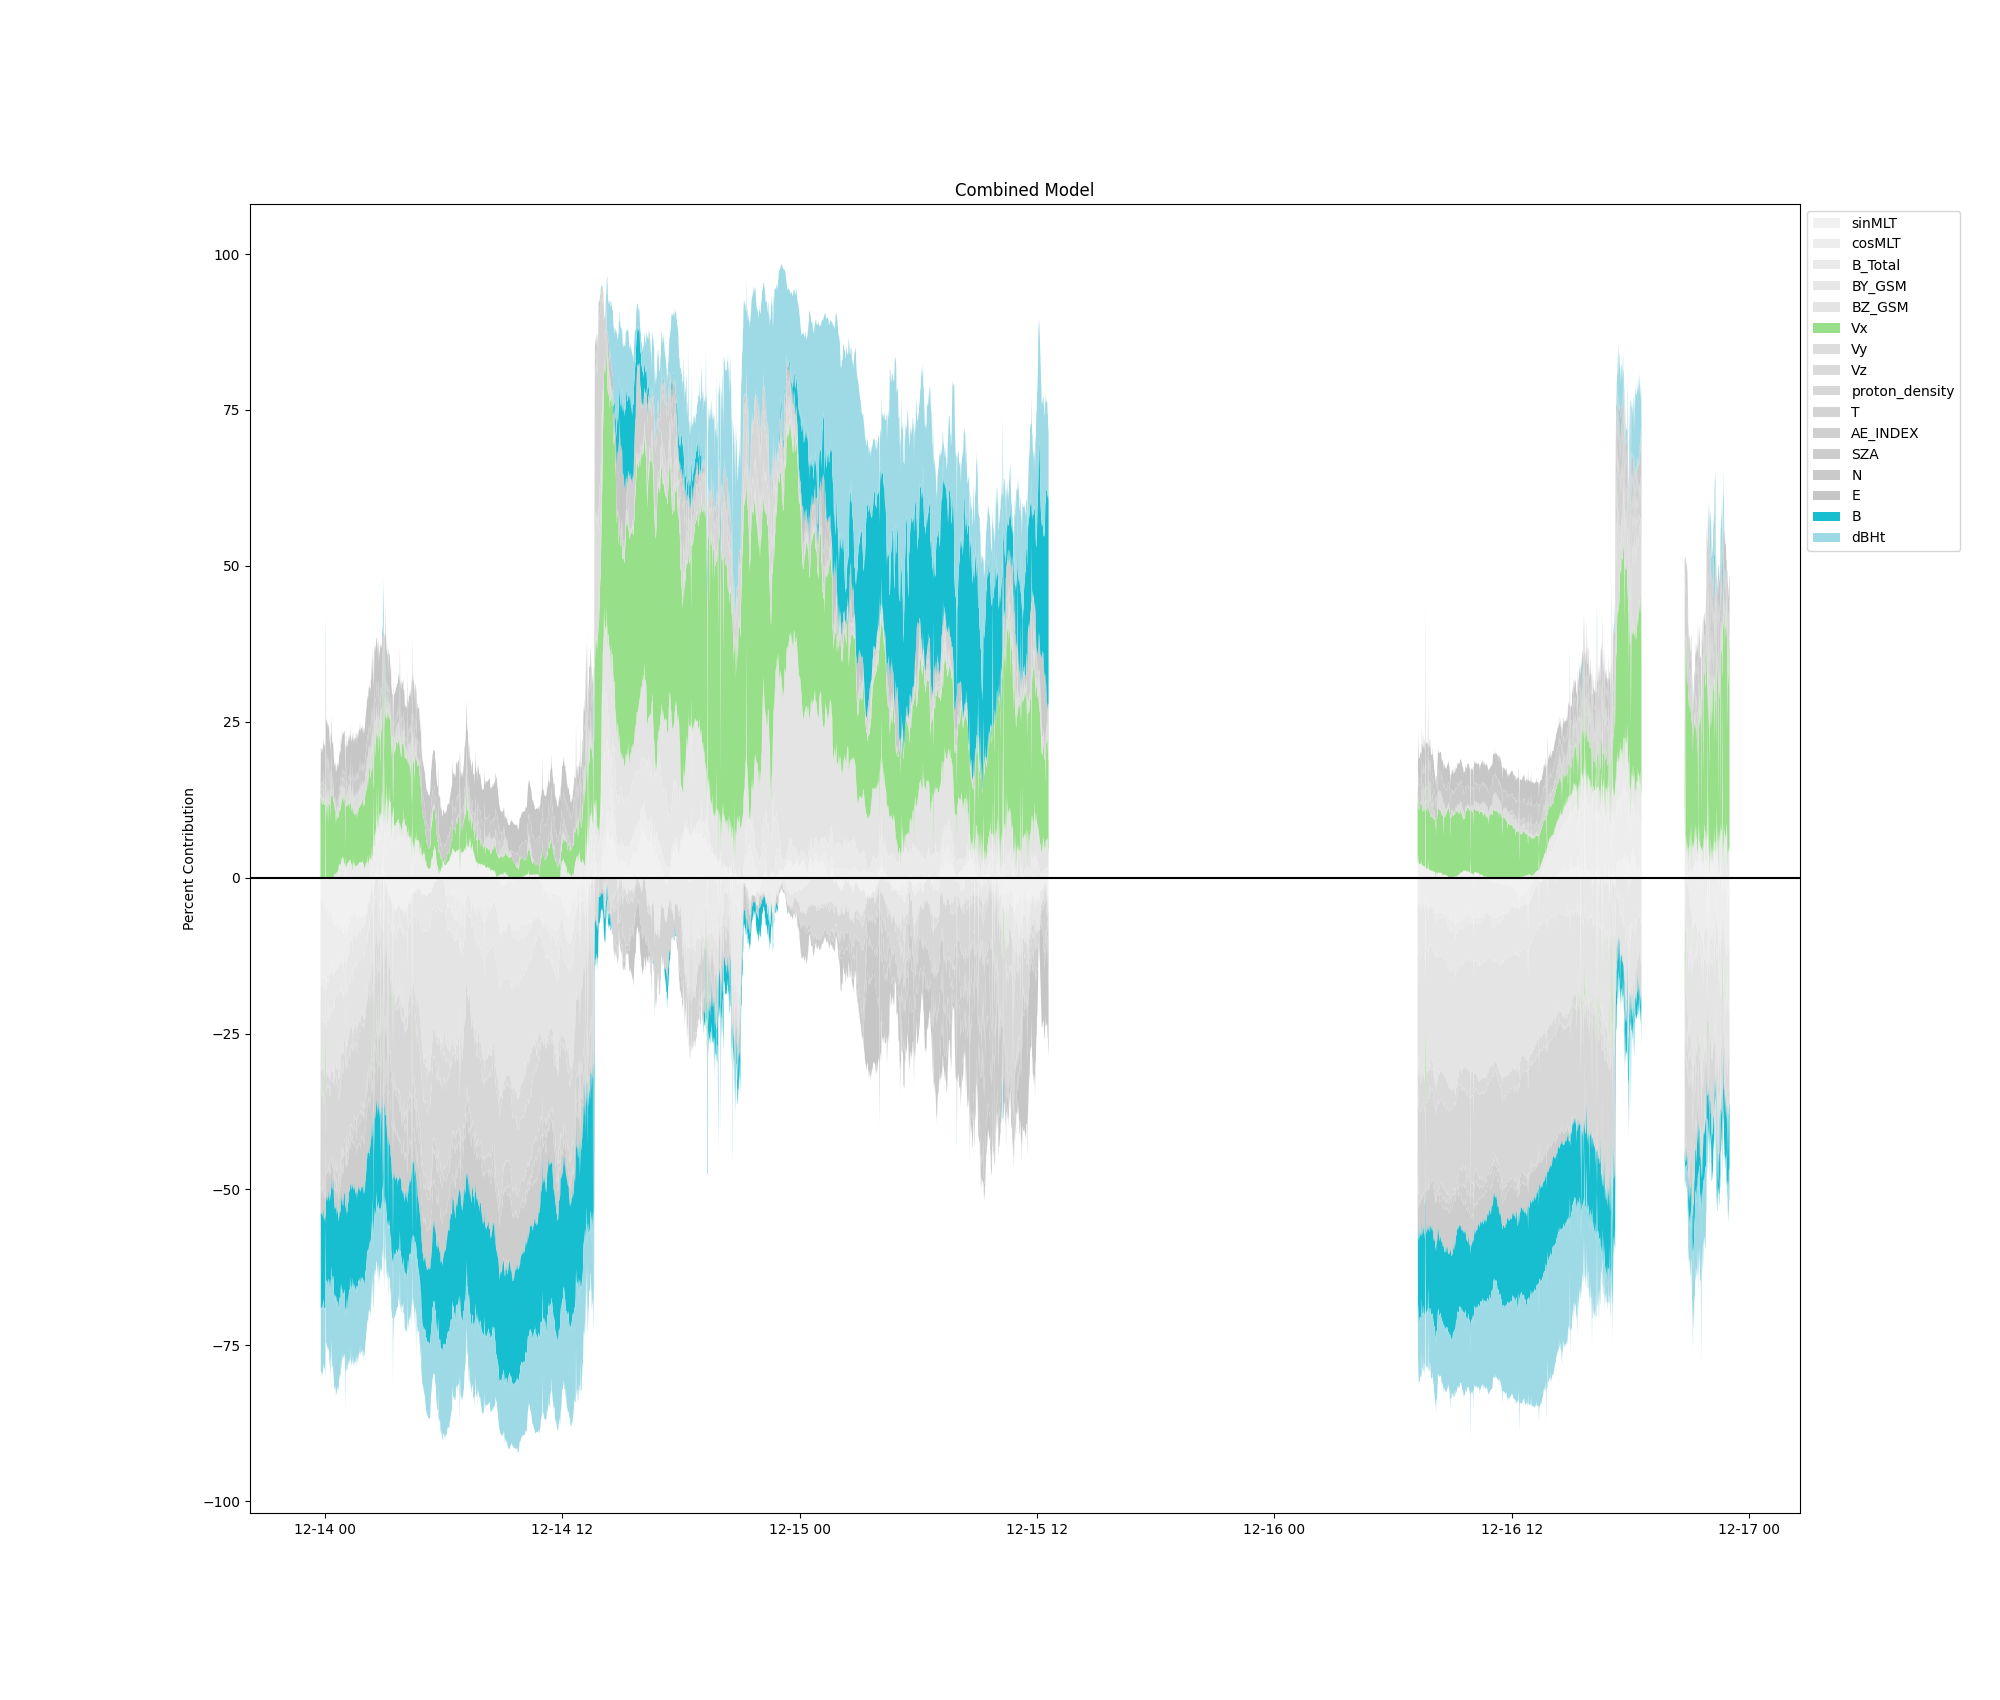 Combined Model
100
75
50
25
0
−25
−50
−75
−100
Percent Contribution
12-14 00
12-14 12
12-15 00
12-15 12
12-16 00
12-16 12
12-17 00
sinMLT
cosMLT
B_Total
BY_GSM
BZ_GSM
Vx
Vy
Vz
proton_density
T
AE_INDEX
SZA
N
E
B
dBHt